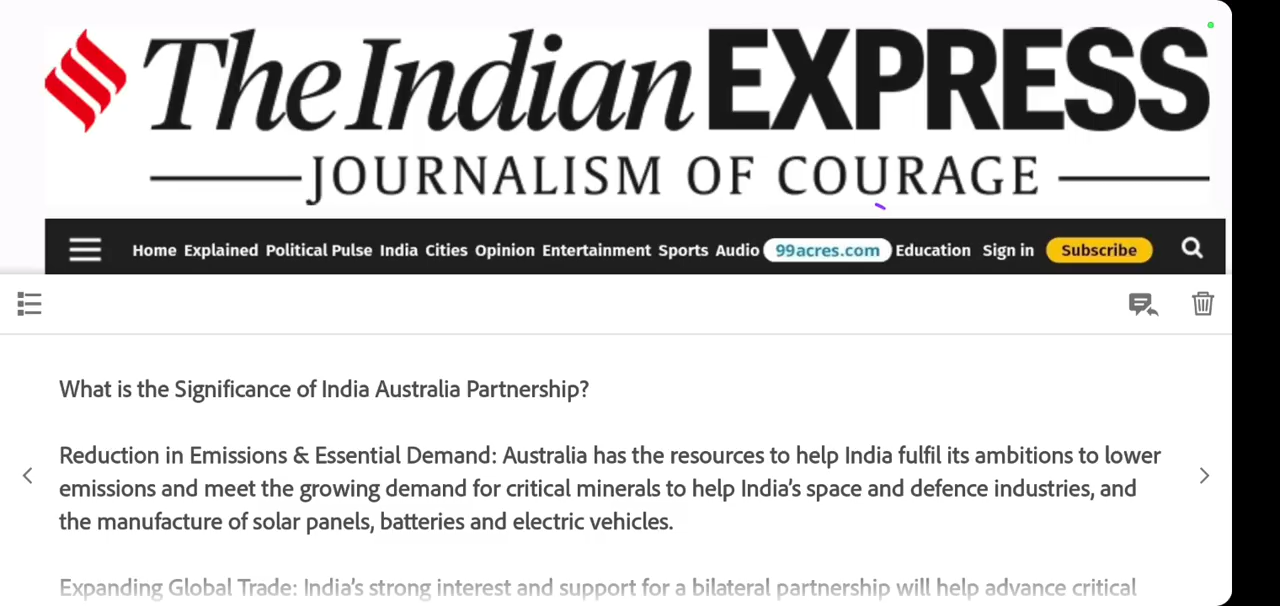 The Indian EXPRESS
JOURNALISM OF COURAGE
Home Explained Political Pulse India Cities Opinion Entertainment Sports Audio 99acres.com Education Sign in Subscribe
What is the Significance of India Australia Partnership?
Reduction in Emissions & Essential Demand: Australia has the resources to help India fulfil its ambitions to lower
emissions and meet the growing demand for critical minerals to help India's space and defence industries, and
the manufacture of solar panels, batteries and electric vehicles.
Expanding Global Trade: India's strong interest and support for a bilateral partnership will help advance critical